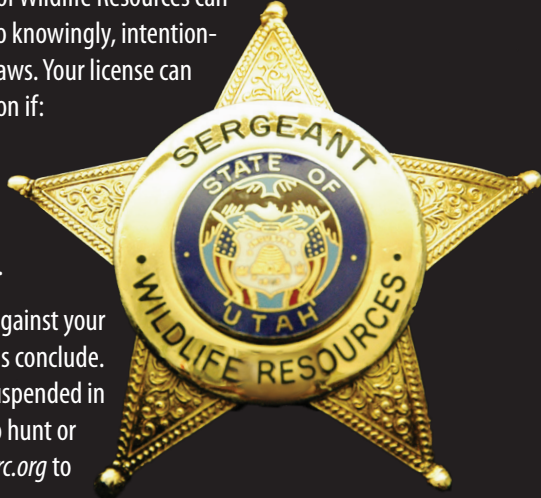 of Wildlife Resources can
o knowingly, intention-
aws. Your license can
on if:
SERGEANT
STATE OF
UTAH
WILDLIFE RESOURCES
.
gainst your
s conclude.
uspended in
o hunt or
rc.org to